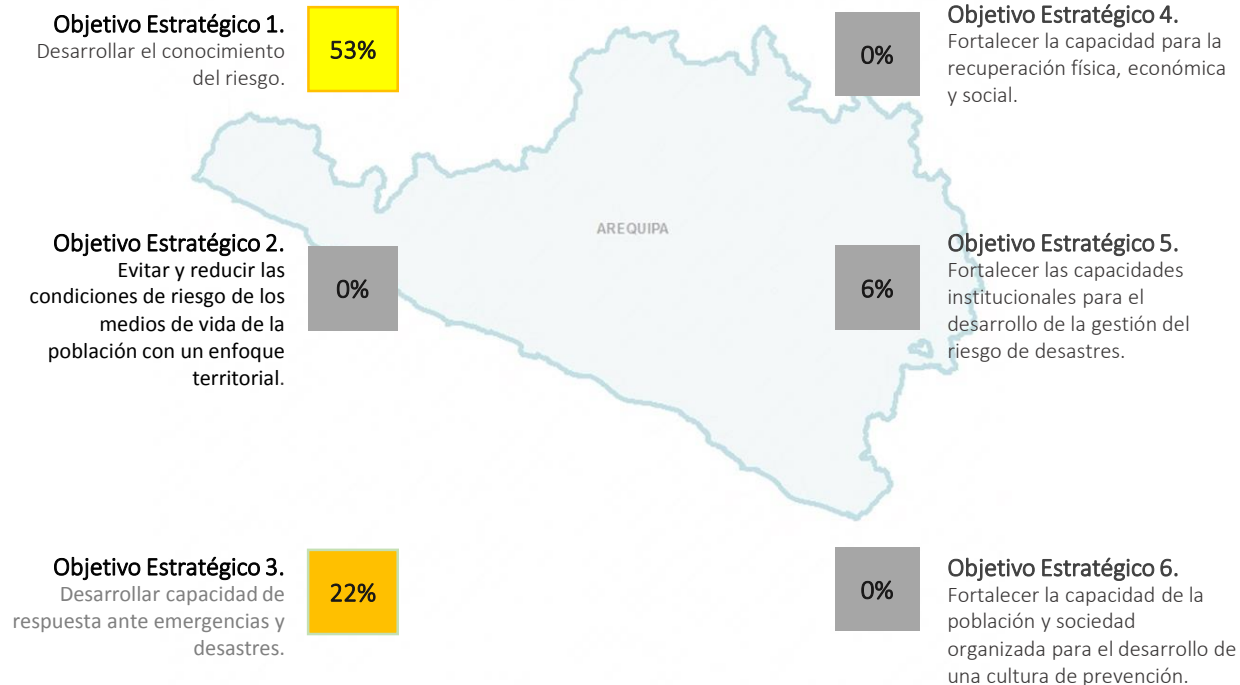 Objetivo Estratégico 1.
Desarrollar el conocimiento
del riesgo.
53%
Objetivo Estratégico 2.
Evitar y reducir las
condiciones de riesgo de los
medios de vida de la
población con un enfoque
territorial.
0%
Objetivo Estratégico 3.
Desarrollar capacidad de
respuesta ante emergencias y
desastres.
22%
AREQUIPA
0%
Objetivo Estratégico 4.
Fortalecer la capacidad para la
recuperación física, económica
y social.
6%
Objetivo Estratégico 5.
Fortalecer las capacidades
institucionales para el
desarrollo de la gestión del
riesgo de desastres.
0%
Objetivo Estratégico 6.
Fortalecer la capacidad de la
población y sociedad
organizada para el desarrollo de
una cultura de prevención.